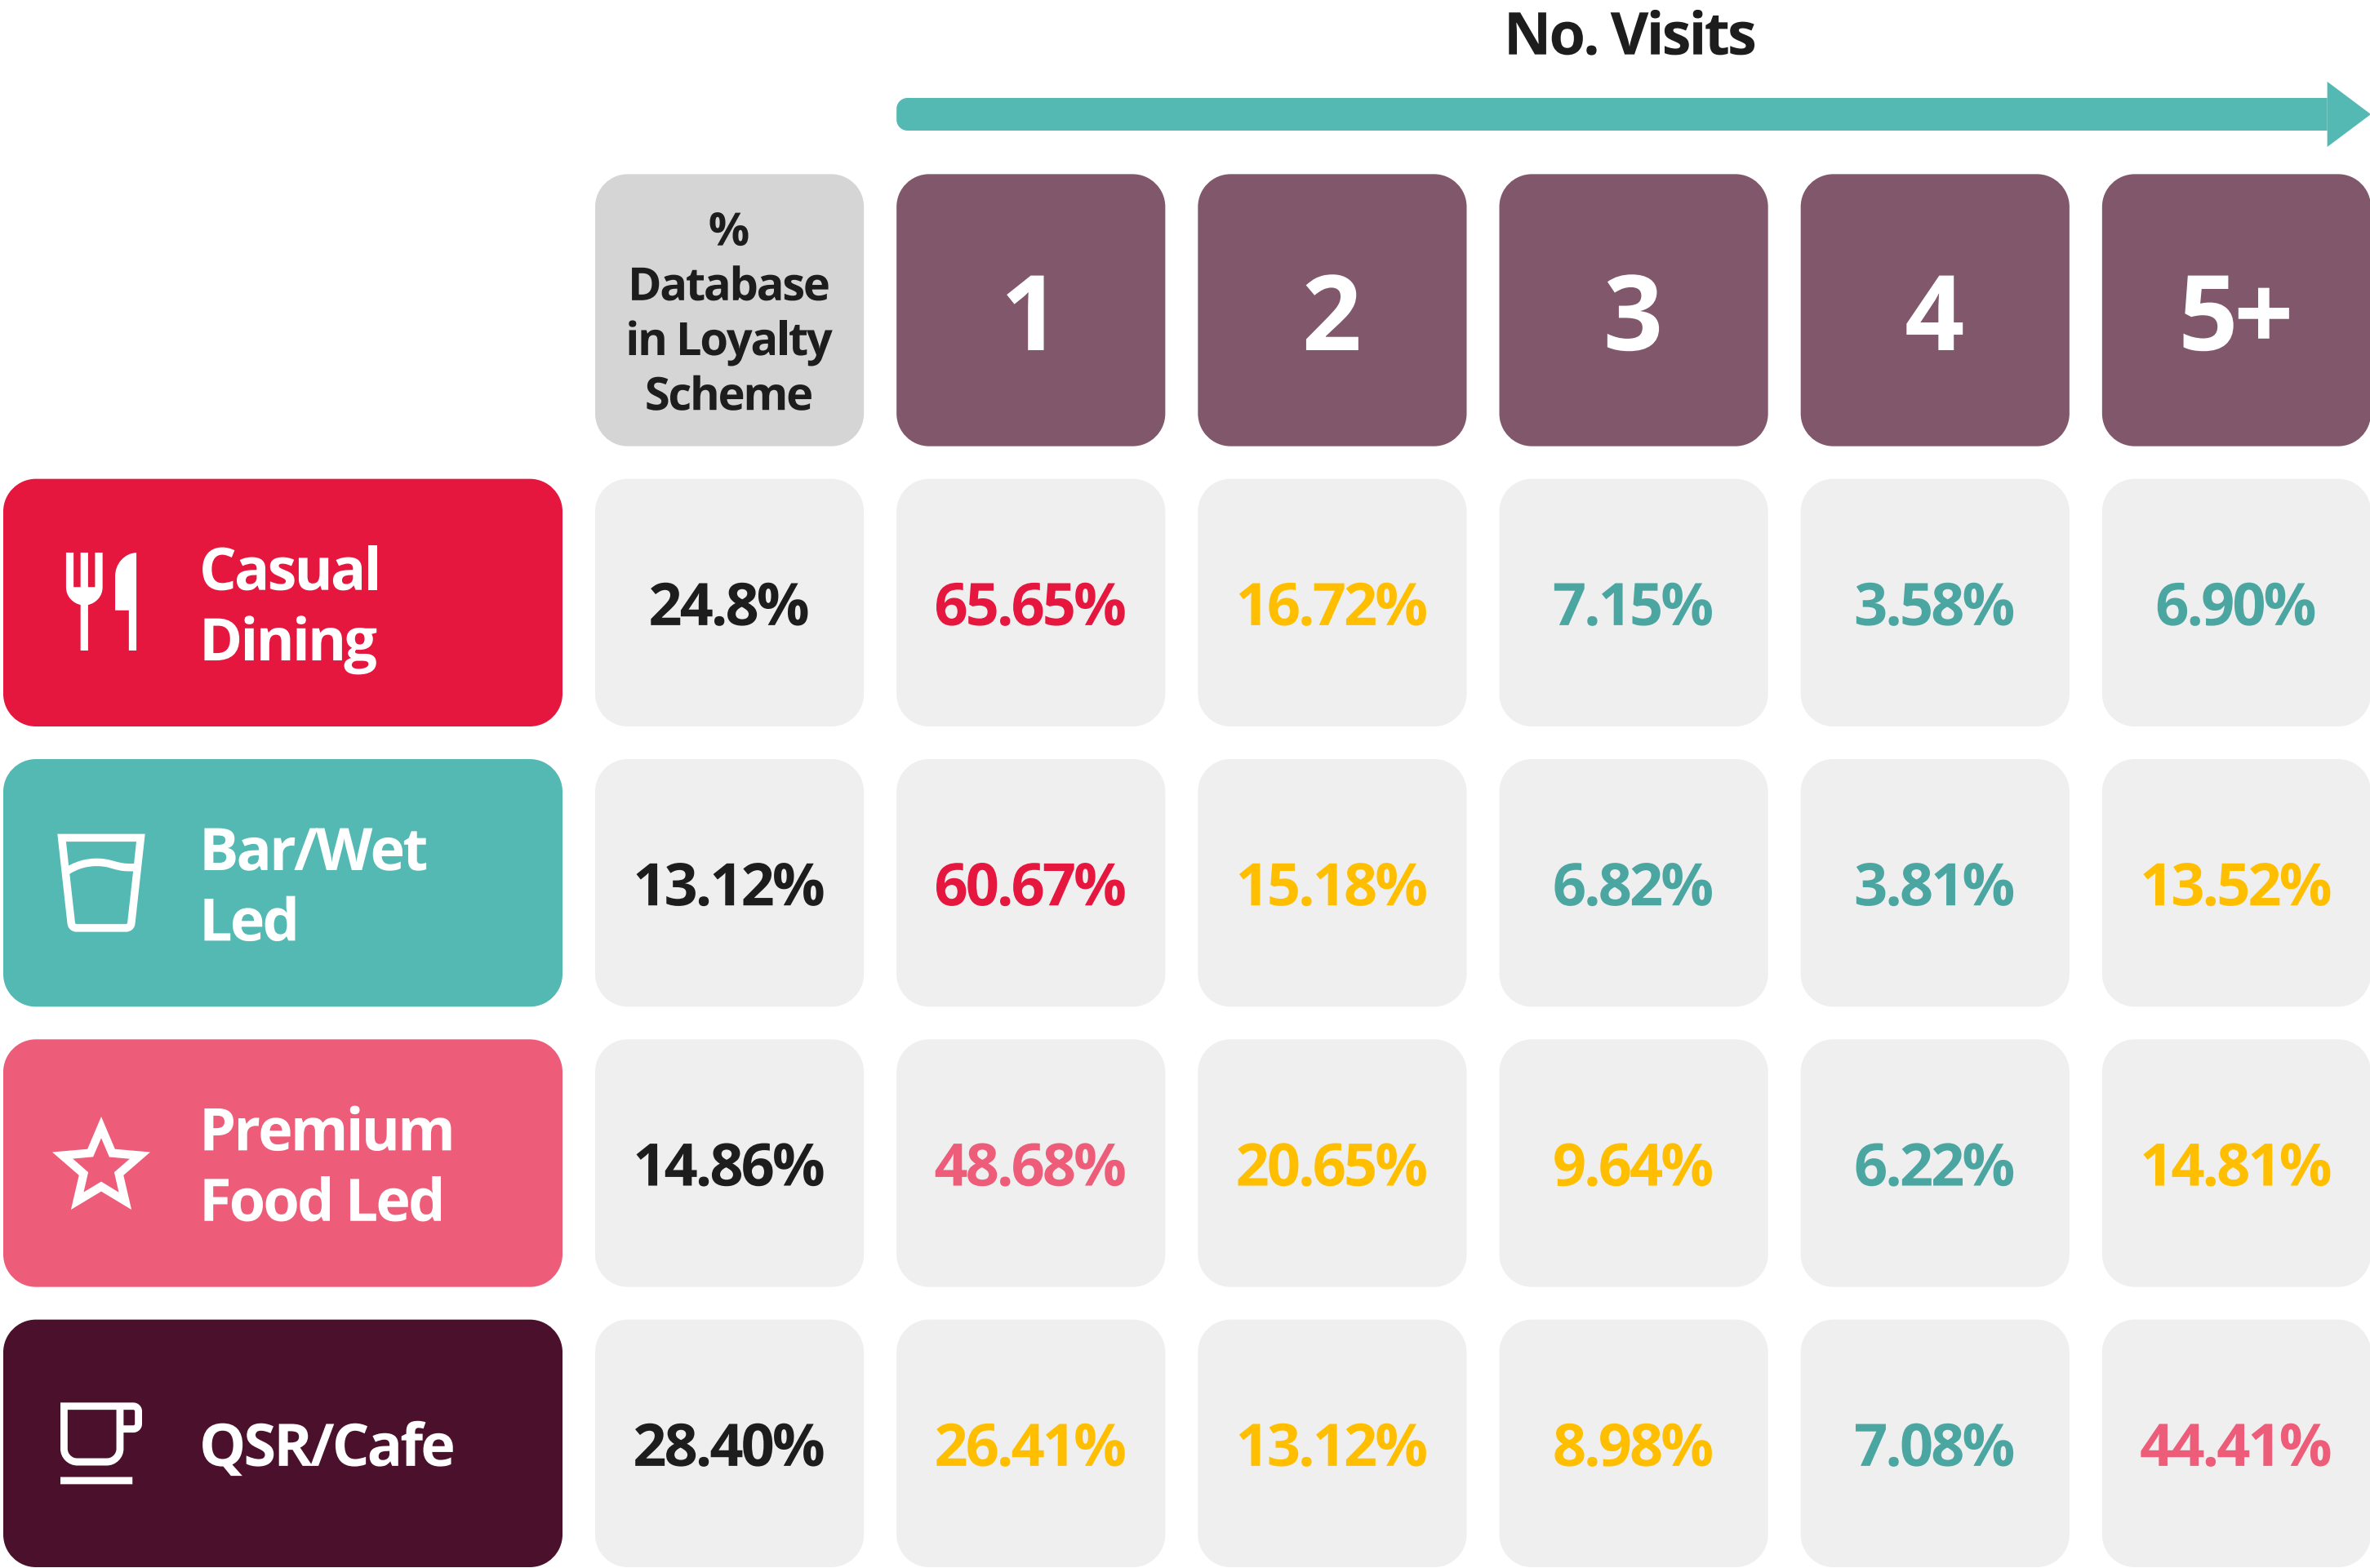 No. Visits
%
Database
in Loyalty
Scheme
1
2
3
4
5+
Casual
Dining
24.8%
65.65%
16.72%
7.15%
3.58%
6.90%
Bar/Wet
Led
13.12%
60.67%
15.18%
6.82%
3.81%
13.52%
Premium
Food Led
14.86%
48.68%
20.65%
9.64%
6.22%
14.81%
QSR/Cafe
28.40%
26.41%
13.12%
8.98%
7.08%
44.41%